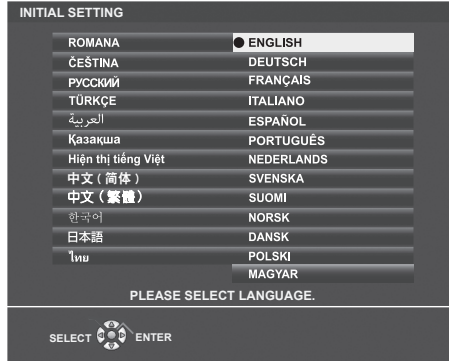 INITIAL SETTING
ROMANA
ČEŠTINA
РУССКИЙ
TÜRKÇE
العربية
Қазақша
Hiện thị tiếng Việt
中文 ( 简体 )
中文 ( 繁體 )
한국어
日本語
ไทย
ENGLISH
DEUTSCH
FRANÇAIS
ITALIANO
ESPAÑOL
PORTUGUÊS
NEDERLANDS
SVENSKA
SUOMI
NORSK
DANSK
POLSKI
MAGYAR
PLEASE SELECT LANGUAGE.
SELECT ENTER